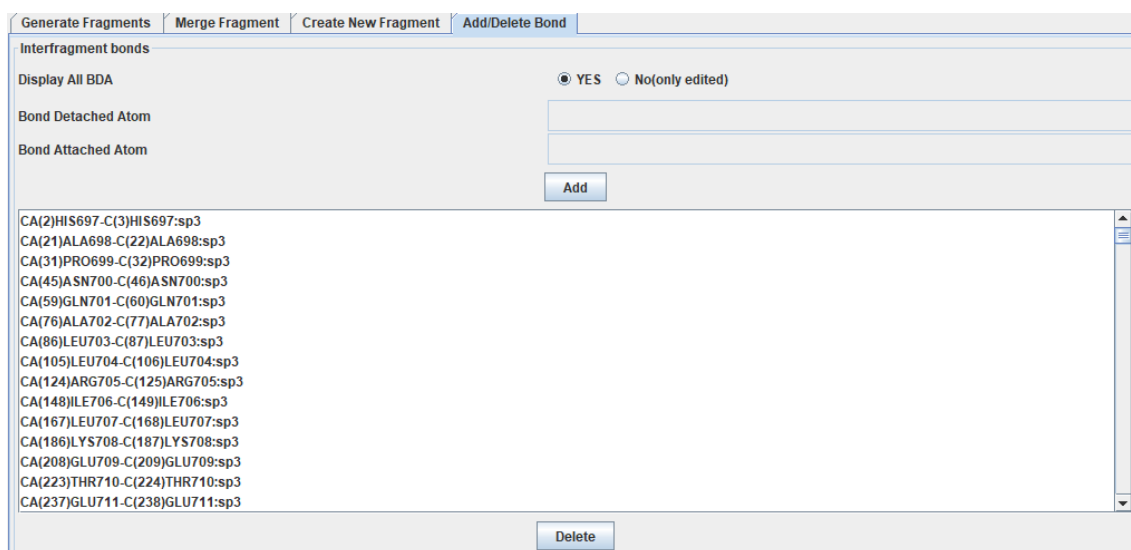 Generate Fragments Merge Fragment Create New Fragment Add/Delete Bond
Interfragment bonds
Display All BDA YES No(only edited)
Bond Detached Atom
Bond Attached Atom
Add
CA(2)HIS697-C(3)HIS697:sp3
CA(21)ALA698-C(22)ALA698:sp3
CA(31)PRO699-C(32)PRO699:sp3
CA(45)ASN700-C(46)ASN700:sp3
CA(59)GLN701-C(60)GLN701:sp3
CA(76)ALA702-C(77)ALA702:sp3
CA(86)LEU703-C(87)LEU703:sp3
CA(105)LEU704-C(106)LEU704:sp3
CA(124)ARG705-C(125)ARG705:sp3
CA(148)ILE706-C(149)ILE706:sp3
CA(167)LEU707-C(168)LEU707:sp3
CA(186)LYS708-C(187)LYS708:sp3
CA(208)GLU709-C(209)GLU709:sp3
CA(223)THR710-C(224)THR710:sp3
CA(237)GLU711-C(238)GLU711:sp3
Delete